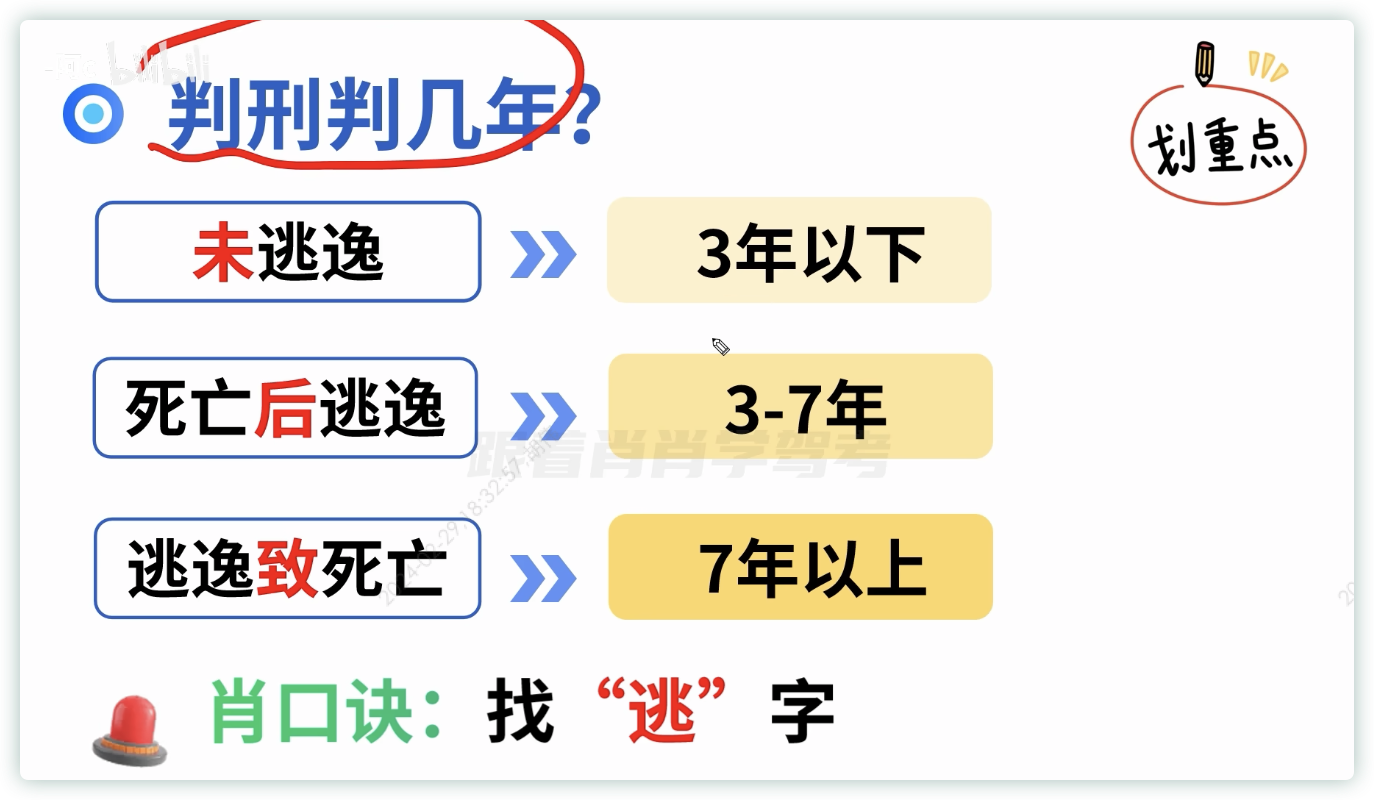 bilibili
判刑判几年?
划重点
未逃逸
3年以下
死亡后逃逸
3-7年
跟着肖肖学驾考
逃逸致死亡
7年以上
肖口诀：找“逃”字